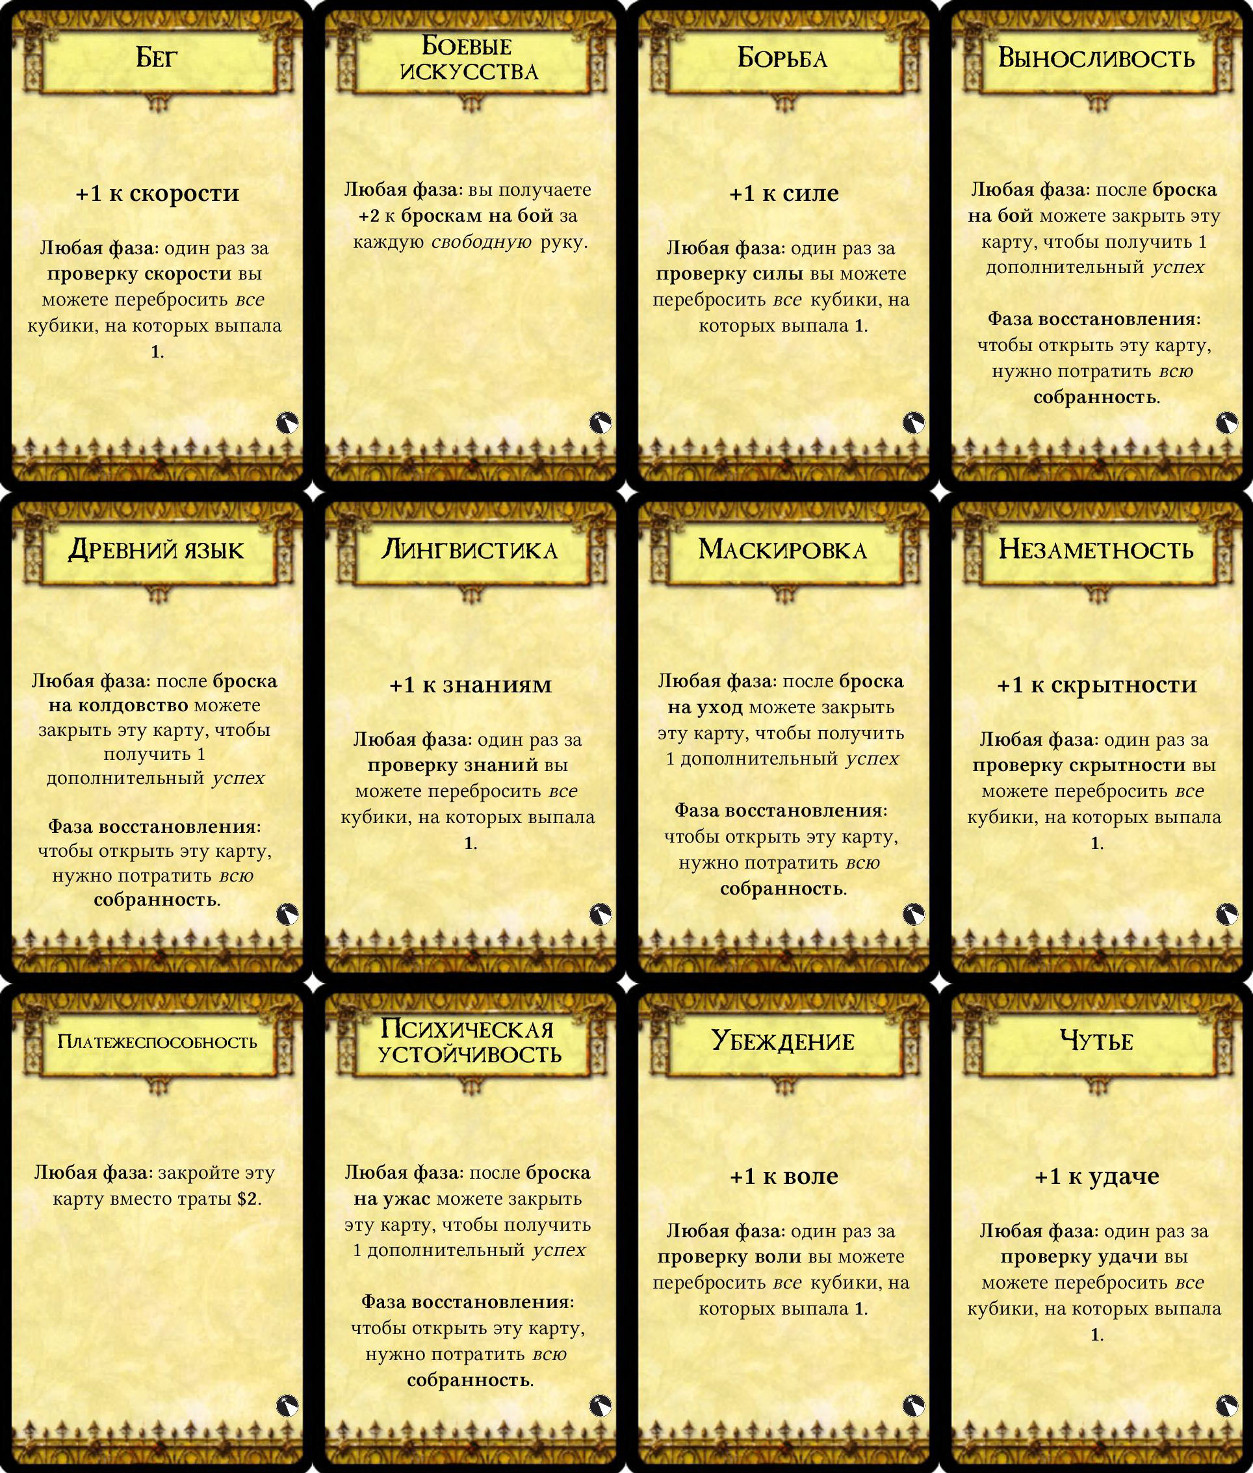 Бег
+1 к скорости
Любая фаза: один раз за
проверку скорости вы
можете перебросить все
кубики, на которых выпала
1.
Боевые
искусства
Любая фаза: вы получаете
+2 к броскам на бой за
каждую свободную руку.
Борьба
+1 к силе
Любая фаза: один раз за
проверку силы вы можете
перебросить все кубики, на
которых выпала 1.
Выносливость
Любая фаза: после броска
на бой можете закрыть эту
карту, чтобы получить 1
дополнительный успех
Фаза восстановления:
чтобы открыть эту карту,
нужно потратить всю
собранность.
Древний язык
Любая фаза: после броска
на колдовство можете
закрыть эту карту, чтобы
получить 1
дополнительный успех
Фаза восстановления:
чтобы открыть эту карту,
нужно потратить всю
собранность.
Лингвистика
+1 к знаниям
Любая фаза: один раз за
проверку знаний вы
можете перебросить все
кубики, на которых выпала
1.
Маскировка
Любая фаза: после броска
на уход можете закрыть
эту карту, чтобы получить
1 дополнительный успех
Фаза восстановления:
чтобы открыть эту карту,
нужно потратить всю
собранность.
Незаметность
+1 к скрытности
Любая фаза: один раз за
проверку скрытности вы
можете перебросить все
кубики, на которых выпала
1.
Платежеспособность
Любая фаза: закройте эту
карту вместо траты $2.
Психическая
устойчивость
Любая фаза: после броска
на ужас можете закрыть
эту карту, чтобы получить
1 дополнительный успех
Фаза восстановления:
чтобы открыть эту карту,
нужно потратить всю
собранность.
Убеждение
+1 к воле
Любая фаза: один раз за
проверку воли вы можете
перебросить все кубики, на
которых выпала 1.
Чутье
+1 к удаче
Любая фаза: один раз за
проверку удачи вы
можете перебросить все
кубики, на которых выпала
1.